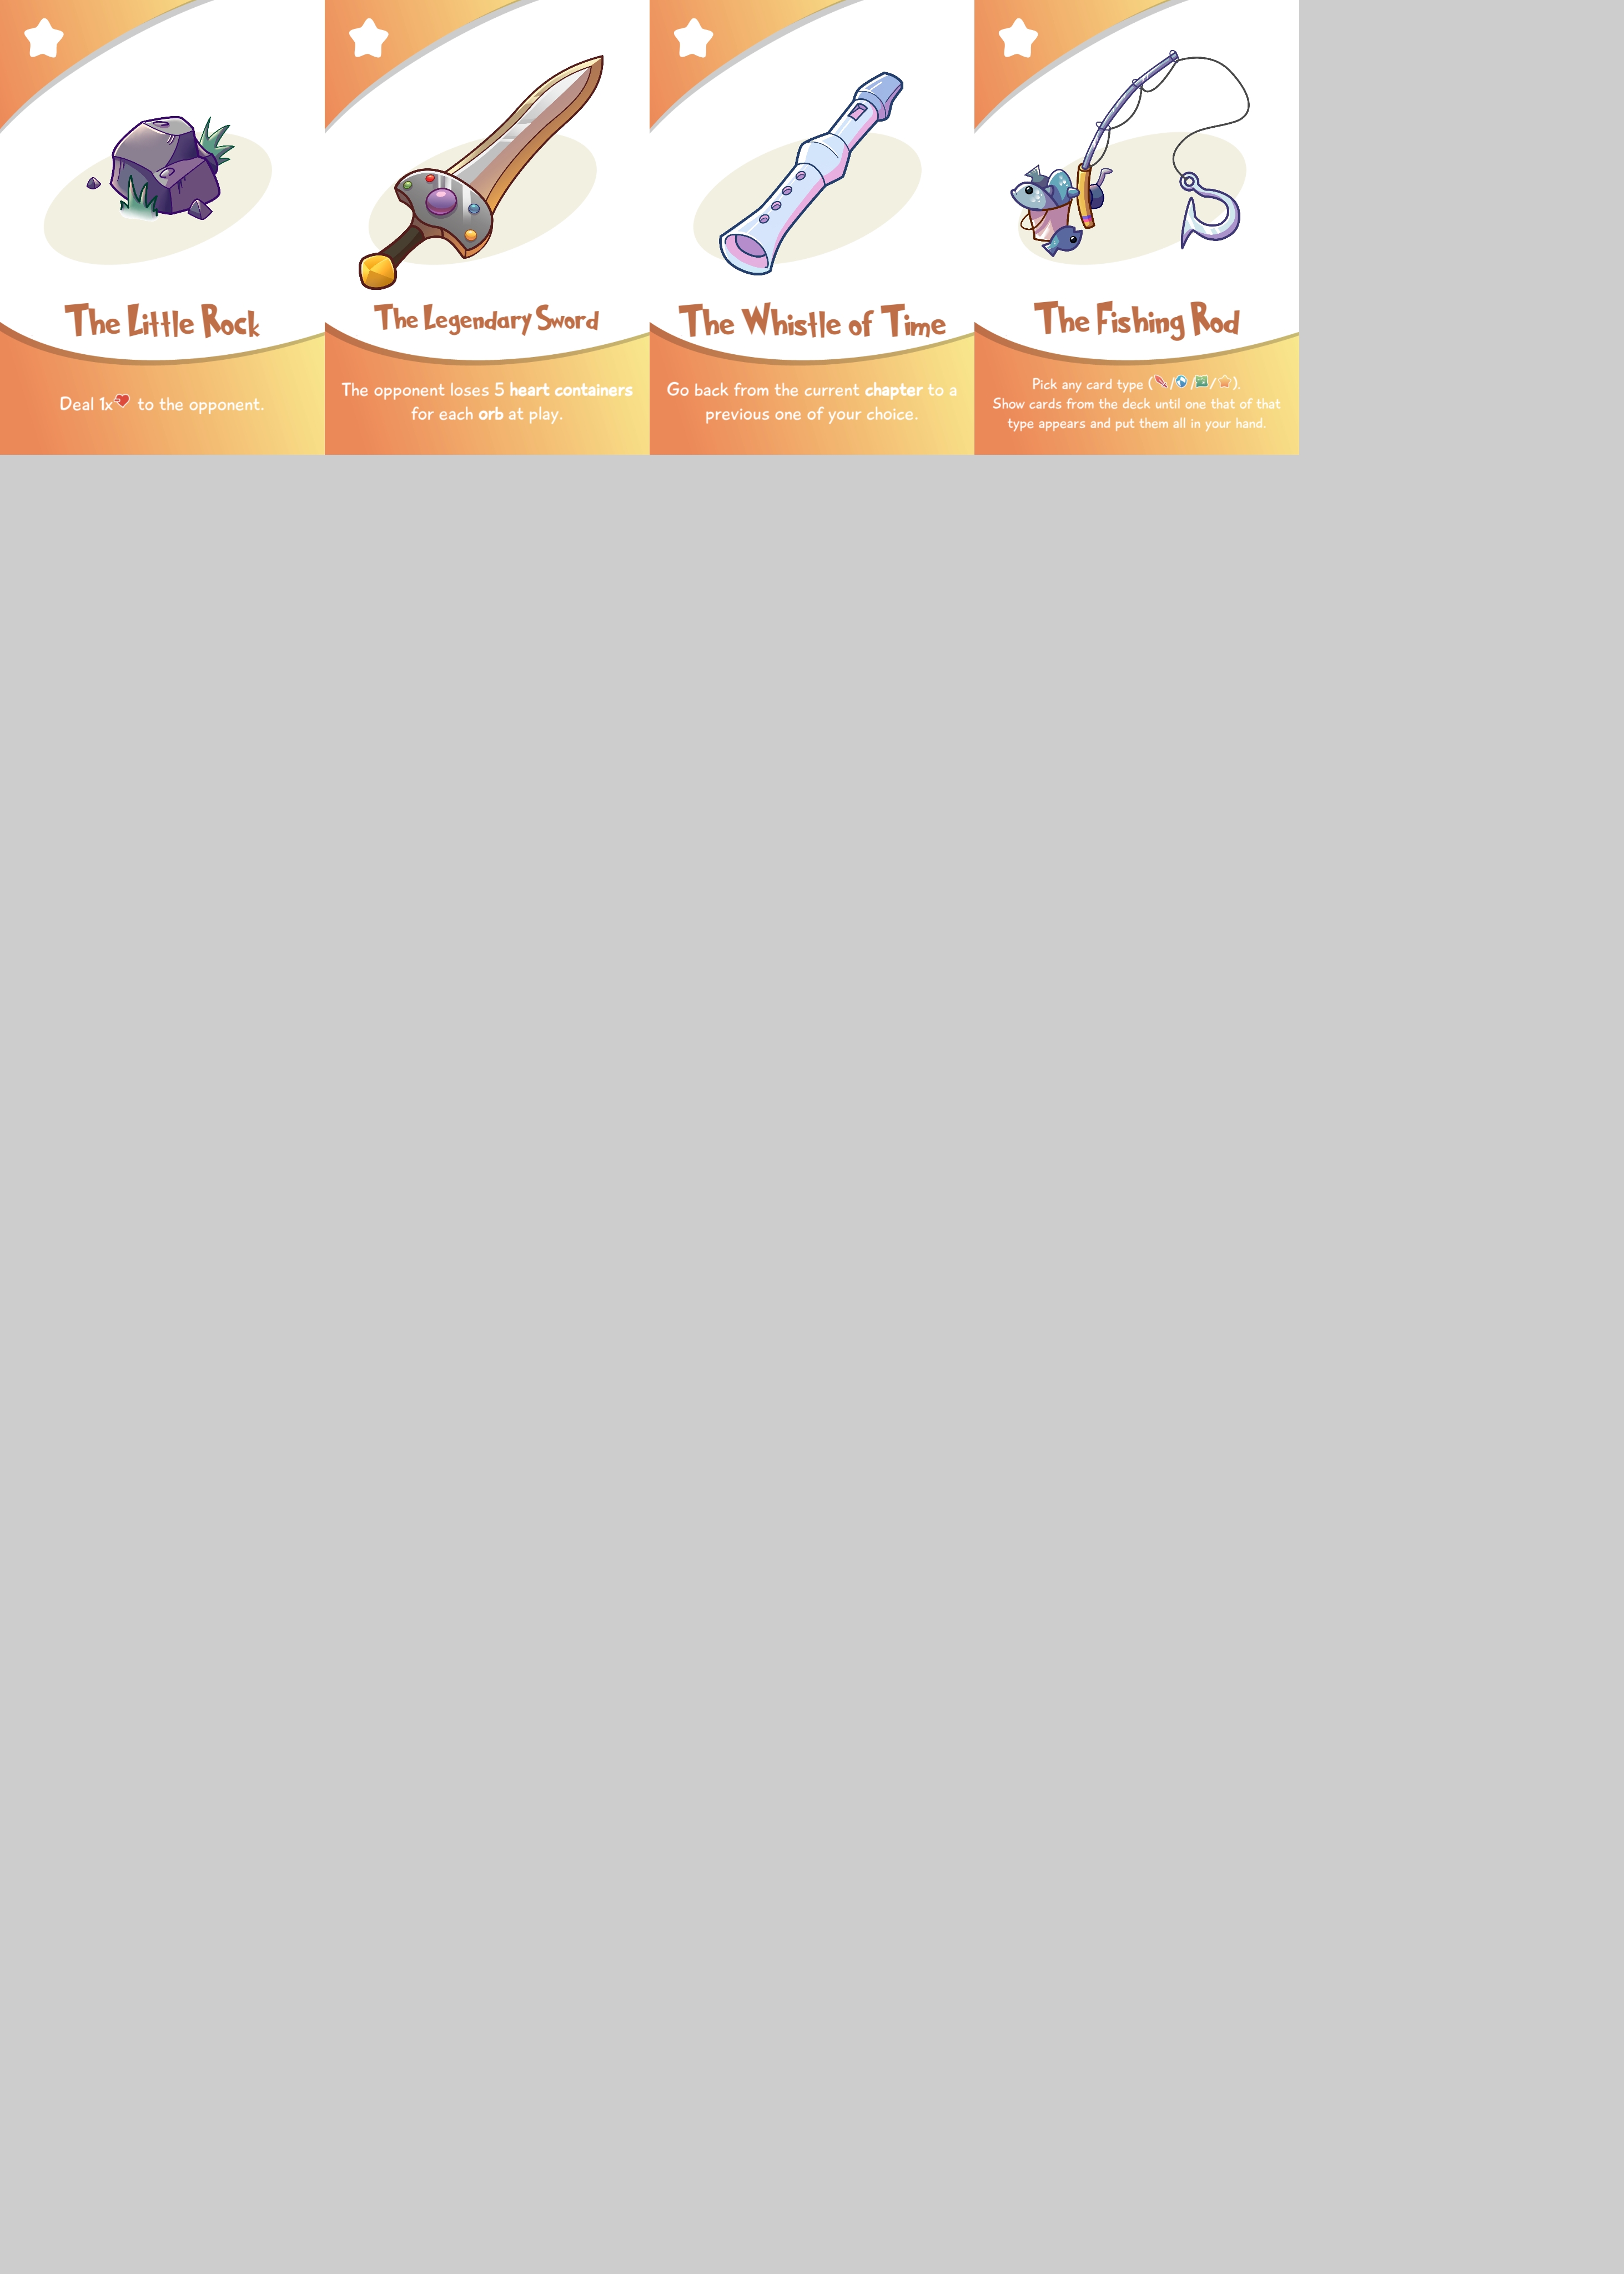 The Little Rock
Deal 1x to the opponent.
The Legendary Sword
The opponent loses 5 heart containers
for each orb at play.
The Whistle of Time
Go back from the current chapter to a
previous one of your choice.
The Fishing Rod
Pick any card type ( / / / ).
Show cards from the deck until one that of that
type appears and put them all in your hand.